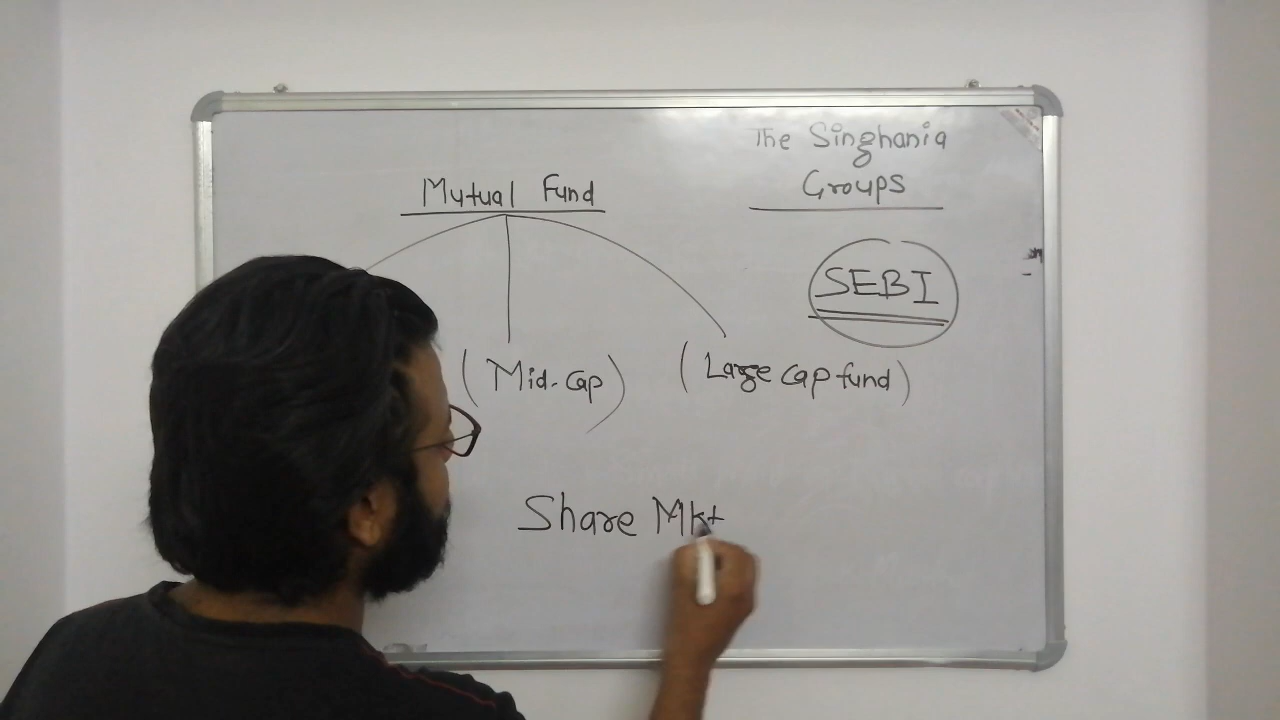 The Singhania
Groups
Mutual Fund
SEBI
(Mid-Cap)
(Large cap fund)
Share Mkt